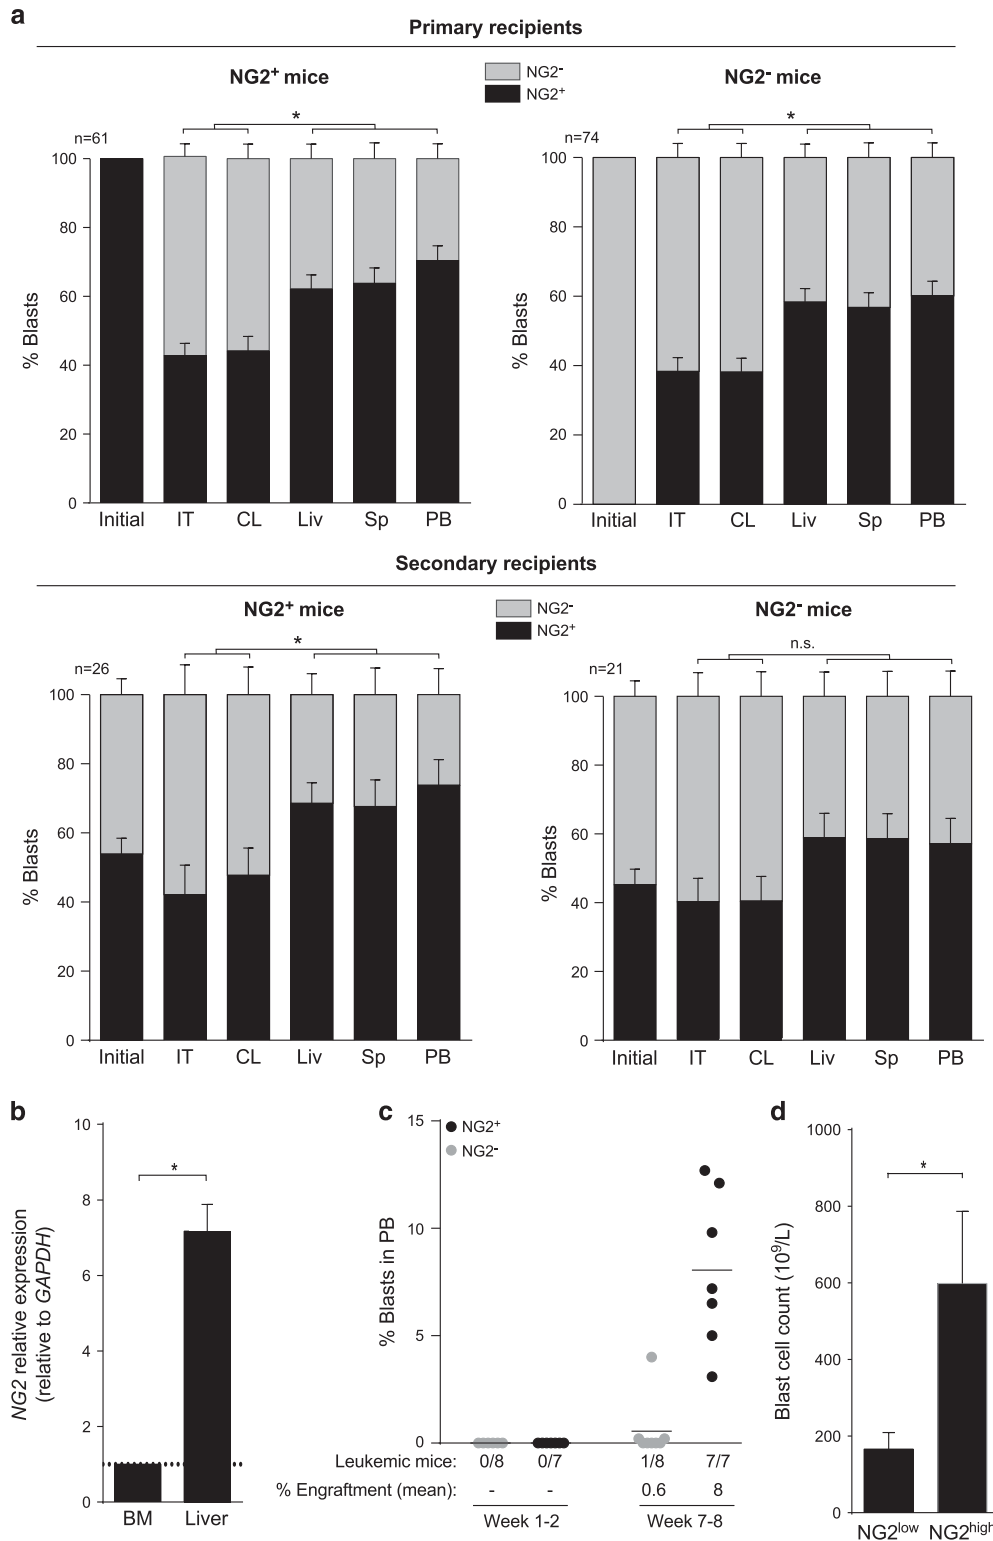 a
Primary recipients
NG2+ mice
NG2-
NG2+
NG2- mice
n=61
*
n=74
*
% Blasts
100
80
60
40
20
0
Initial IT CL Liv Sp PB
% Blasts
100
80
60
40
20
0
Initial IT CL Liv Sp PB
Secondary recipients
NG2+ mice
NG2-
NG2+
NG2- mice
n=26
*
n=21
n.s.
% Blasts
100
80
60
40
20
0
Initial IT CL Liv Sp PB
% Blasts
100
80
60
40
20
0
Initial IT CL Liv Sp PB
b
NG2 relative expression
(relative to GAPDH)
10
8
6
4
2
0
*
BM Liver
c
% Blasts in PB
15
10
5
0
NG2+
NG2-
Leukemic mice: 0/8 0/7 1/8 7/7
% Engraftment (mean): - - 0.6 8
Week 1-2 Week 7-8
d
Blast cell count (10^9/L)
1000
800
600
400
200
0
*
NG2low NG2high